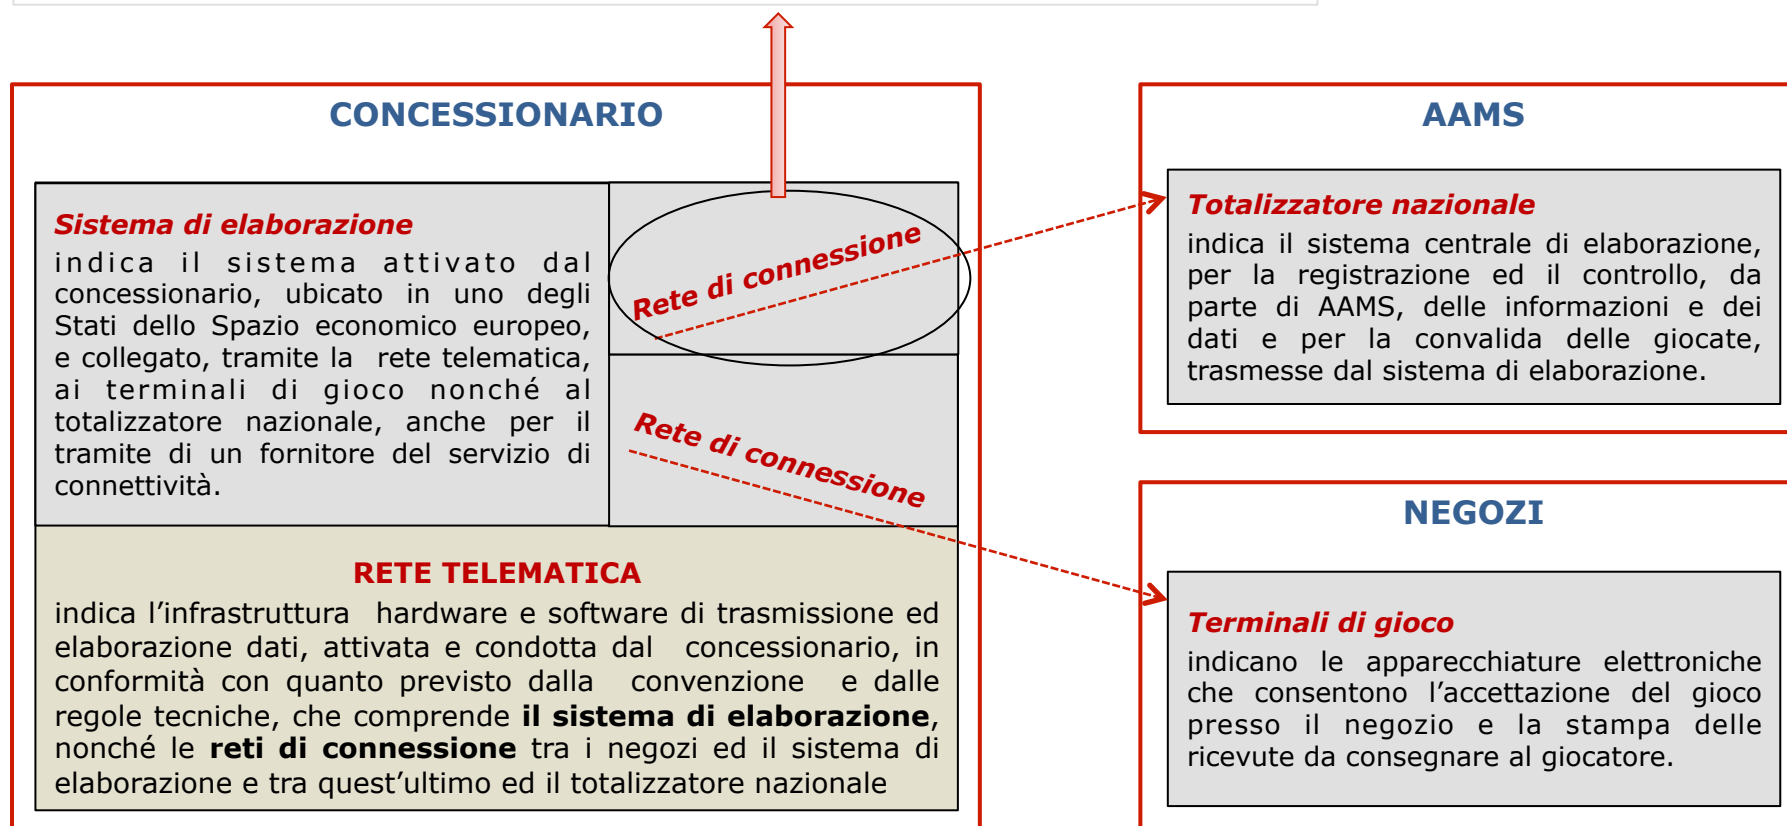 CONCESSIONARIO
Sistema di elaborazione
indica il sistema attivato dal
concessionario, ubicato in uno degli
Stati dello Spazio economico europeo,
e collegato, tramite la rete telematica,
ai terminali di gioco nonché al
totalizzatore nazionale, anche per il
tramite di un fornitore del servizio di
connettività.
Rete di connessione
Rete di connessione
RETE TELEMATICA
indica l’infrastruttura hardware e software di trasmissione ed
elaborazione dati, attivata e condotta dal concessionario, in
conformità con quanto previsto dalla convenzione e dalle
regole tecniche, che comprende il sistema di elaborazione,
nonché le reti di connessione tra i negozi ed il sistema di
elaborazione e tra quest’ultimo ed il totalizzatore nazionale
AAMS
Totalizzatore nazionale
indica il sistema centrale di elaborazione,
per la registrazione ed il controllo, da
parte di AAMS, delle informazioni e dei
dati e per la convalida delle giocate,
trasmesse dal sistema di elaborazione.
NEGOZI
Terminali di gioco
indicano le apparecchiature elettroniche
che consentono l’accettazione del gioco
presso il negozio e la stampa delle
ricevute da consegnare al giocatore.